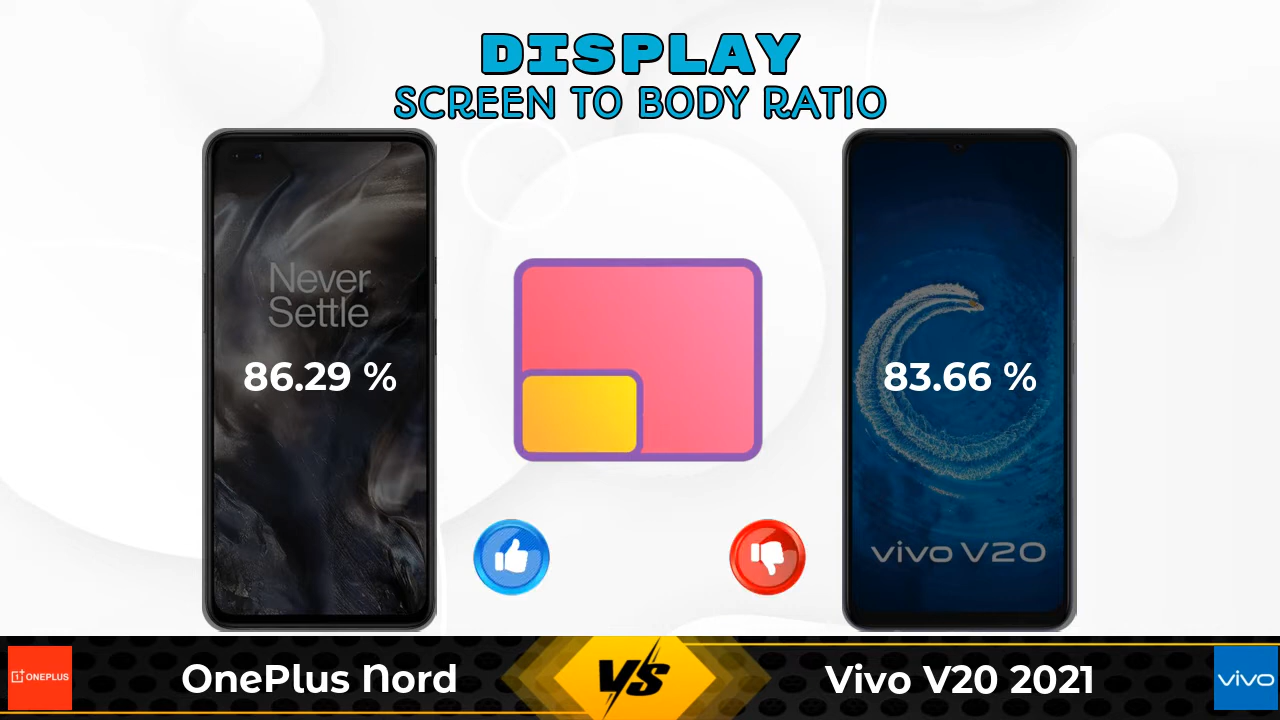 DISPLAY
SCREEN TO BODY RATIO
Never
Settle
86.29 %
83.66 %
vivo V20
ONEPLUS
OnePlus Nord
VS
Vivo V20 2021
vivo